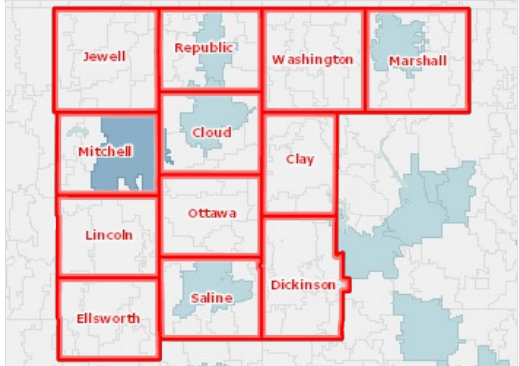 Jewell
Republic
Washington
Marshall
Mitchell
Cloud
Clay
Lincoln
Ottawa
Ellsworth
Saline
Dickinson